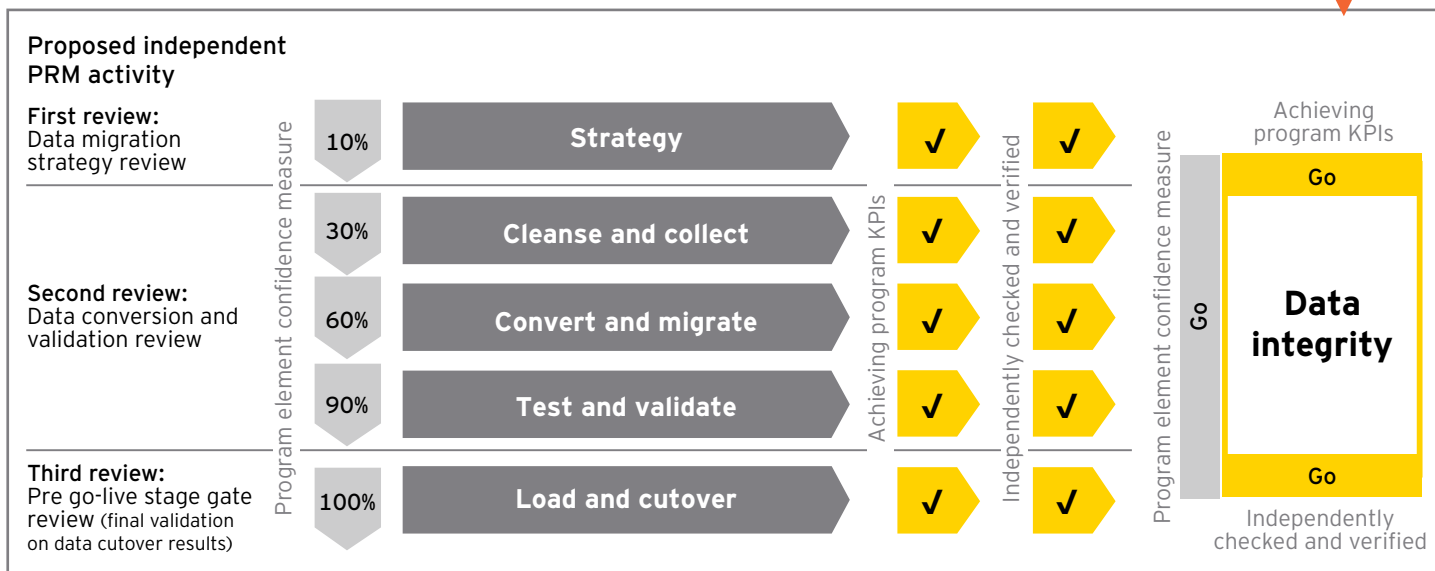 Proposed independent
PRM activity
First review:
Data migration
strategy review
Second review:
Data conversion and
validation review
Third review:
Pre go-live stage gate
review (final validation
on data cutover results)
Program element confidence measure
10%
30%
60%
90%
100%
Strategy
Cleanse and collect
Convert and migrate
Test and validate
Load and cutover
Achieving program KPIs
✓
✓
✓
✓
✓
Independently checked and verified
✓
✓
✓
✓
✓
Program element confidence measure
Achieving
program KPIs
Go
Go
Data
integrity
Go
Independently
checked and verified